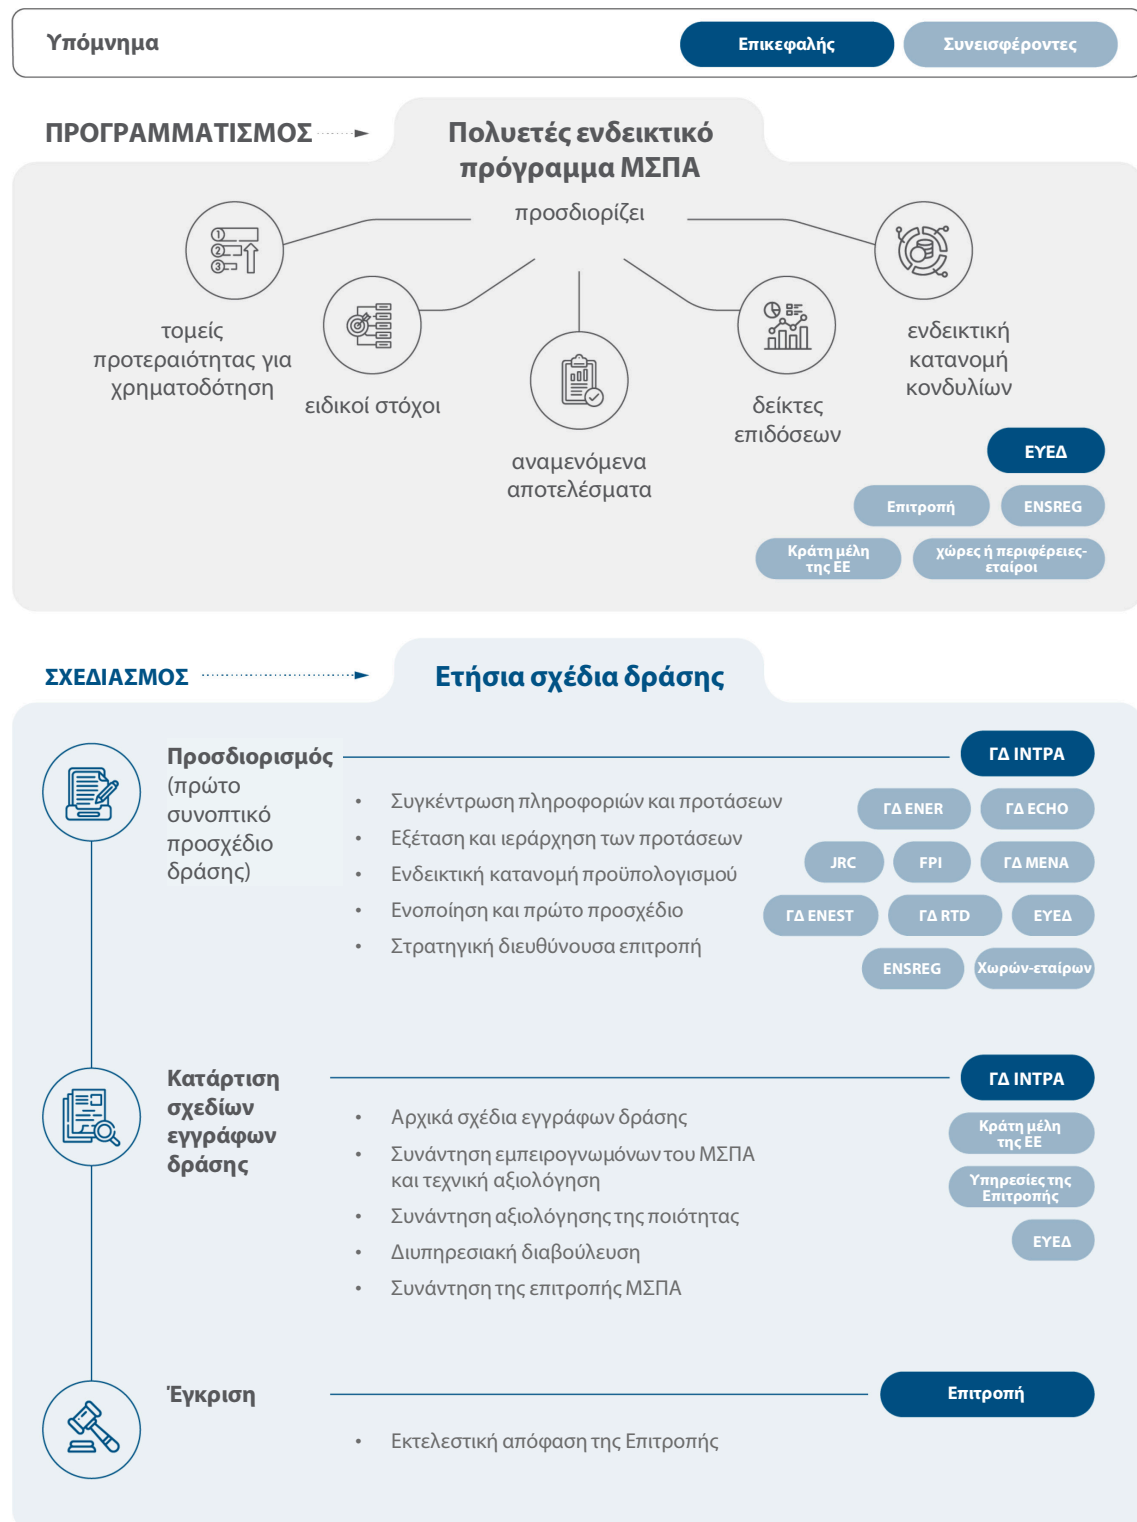 Υπόμνημα
Επικεφαλής
Συνεισφέροντες
ΠΡΟΓΡΑΜΜΑΤΙΣΜΟΣ
Πολυετές ενδεικτικό
πρόγραμμα ΜΣΠΑ
προσδιορίζει
τομείς
προτεραιότητας για
χρηματοδότηση
ειδικοί στόχοι
αναμενόμενα
αποτελέσματα
δείκτες
επιδόσεων
ενδεικτική
κατανομή
κονδυλίων
ΕΥΕΔ
Επιτροπή
ENSREG
Κράτη μέλη
της ΕΕ
χώρες ή περιφέρειες-
εταίροι
ΣΧΕΔΙΑΣΜΟΣ
Ετήσια σχέδια δράσης
Προσδιορισμός
(πρώτο
συνοπτικό
προσχέδιο
δράσης)
• Συγκέντρωση πληροφοριών και προτάσεων
• Εξέταση και ιεράρχηση των προτάσεων
• Ενδεικτική κατανομή προϋπολογισμού
• Ενοποίηση και πρώτο προσχέδιο
• Στρατηγική διευθύνουσα επιτροπή
ΓΔ INTPA
ΓΔ ENER
ΓΔ ECHO
JRC
FPI
ΓΔ MENA
ΓΔ ENEST
ΓΔ RTD
ΕΥΕΔ
ENSREG
Χωρών-εταίρων
Κατάρτιση
σχεδίων
εγγράφων
δράσης
• Αρχικά σχέδια εγγράφων δράσης
• Συνάντηση εμπειρογνωμόνων του ΜΣΠΑ
και τεχνική αξιολόγηση
• Συνάντηση αξιολόγησης της ποιότητας
• Διυπηρεσιακή διαβούλευση
• Συνάντηση της επιτροπής ΜΣΠΑ
ΓΔ INTPA
Κράτη μέλη
της ΕΕ
Υπηρεσίες της
Επιτροπής
ΕΥΕΔ
Έγκριση
• Εκτελεστική απόφαση της Επιτροπής
Επιτροπή